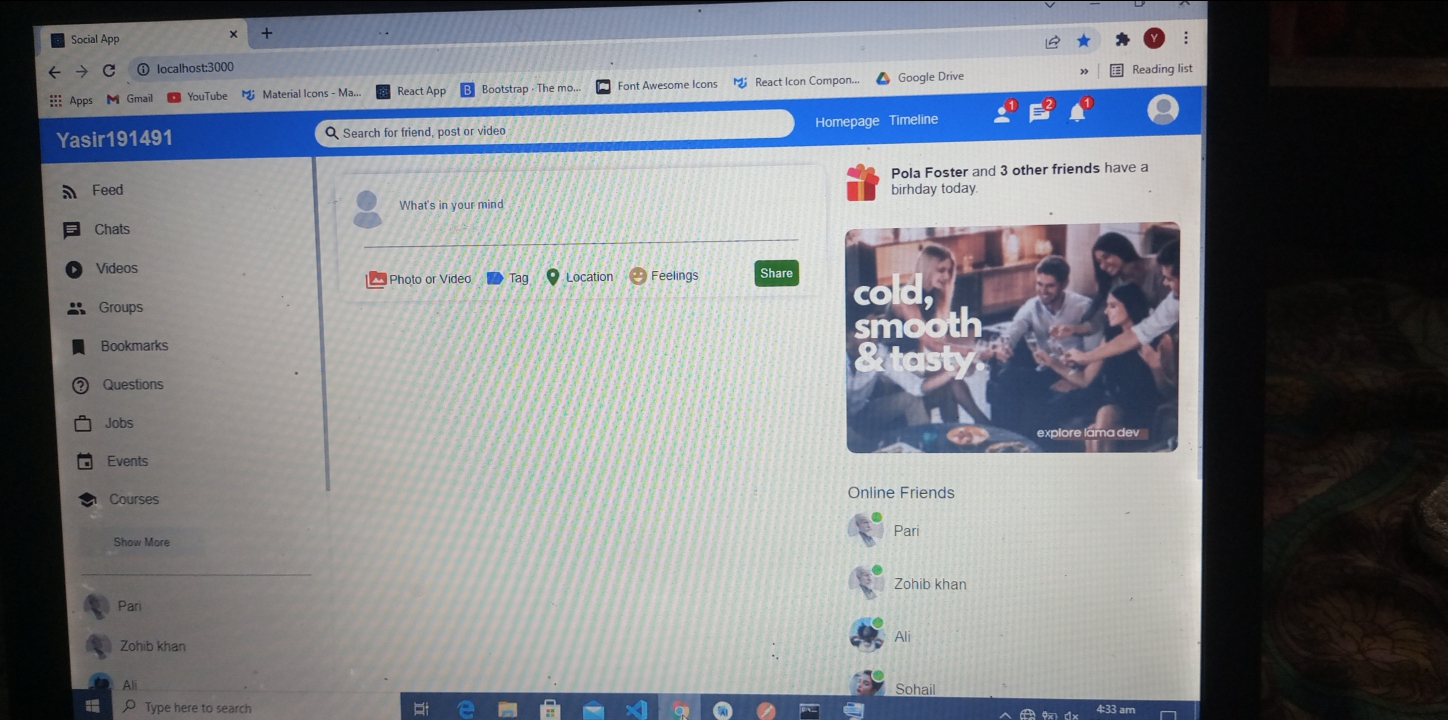 Social App
localhost:3000
Y
Apps Gmail YouTube Material Icons - Ma... React App Bootstrap · The mo... Font Awesome Icons React Icon Compon... Google Drive » Reading list
Yasir191491
Search for friend, post or video
Homepage Timeline
1 2 1
Feed
Chats
Videos
Groups
Bookmarks
Questions
Jobs
Events
Courses
Show More
Pari
Zohib khan
Ali
What's in your mind
Photo or Video Tag Location Feelings Share
Pola Foster and 3 other friends have a
birhday today.
cold,
smooth
& tasty.
explore lama dev
Online Friends
Pari
Zohib khan
Ali
Sohail
Type here to search
4:33 am